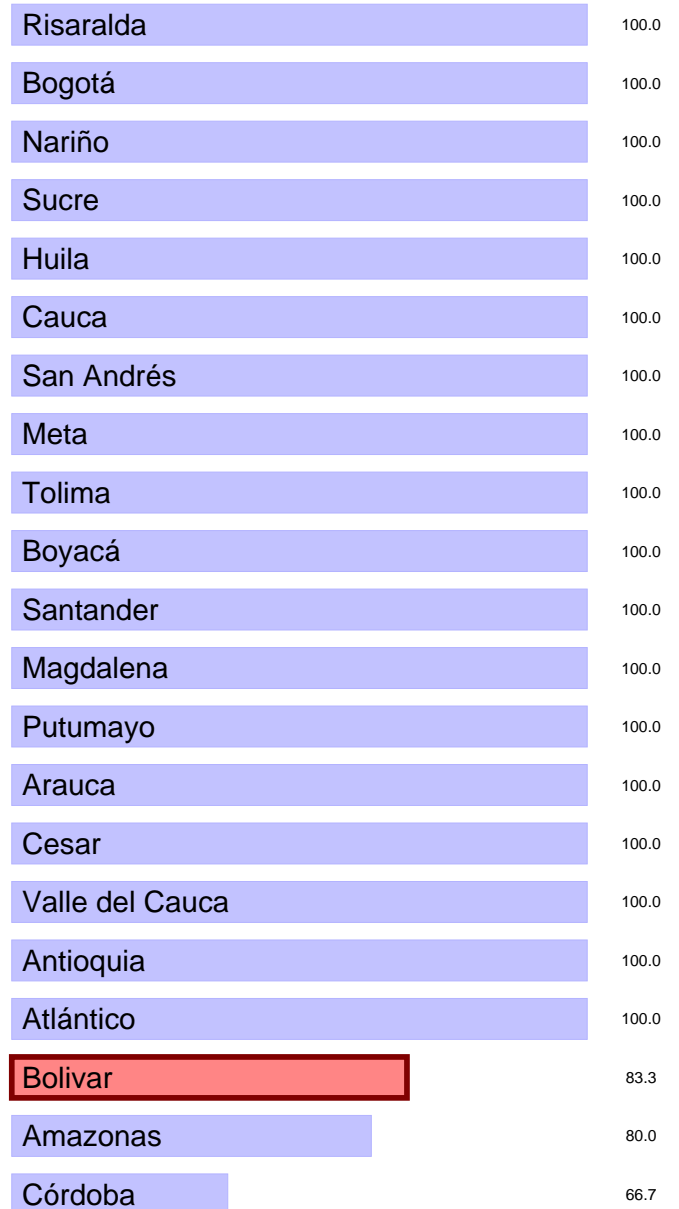 Risaralda 100.0
Bogotá 100.0
Nariño 100.0
Sucre 100.0
Huila 100.0
Cauca 100.0
San Andrés 100.0
Meta 100.0
Tolima 100.0
Boyacá 100.0
Santander 100.0
Magdalena 100.0
Putumayo 100.0
Arauca 100.0
Cesar 100.0
Valle del Cauca 100.0
Antioquia 100.0
Atlántico 100.0
Bolivar 83.3
Amazonas 80.0
Córdoba 66.7